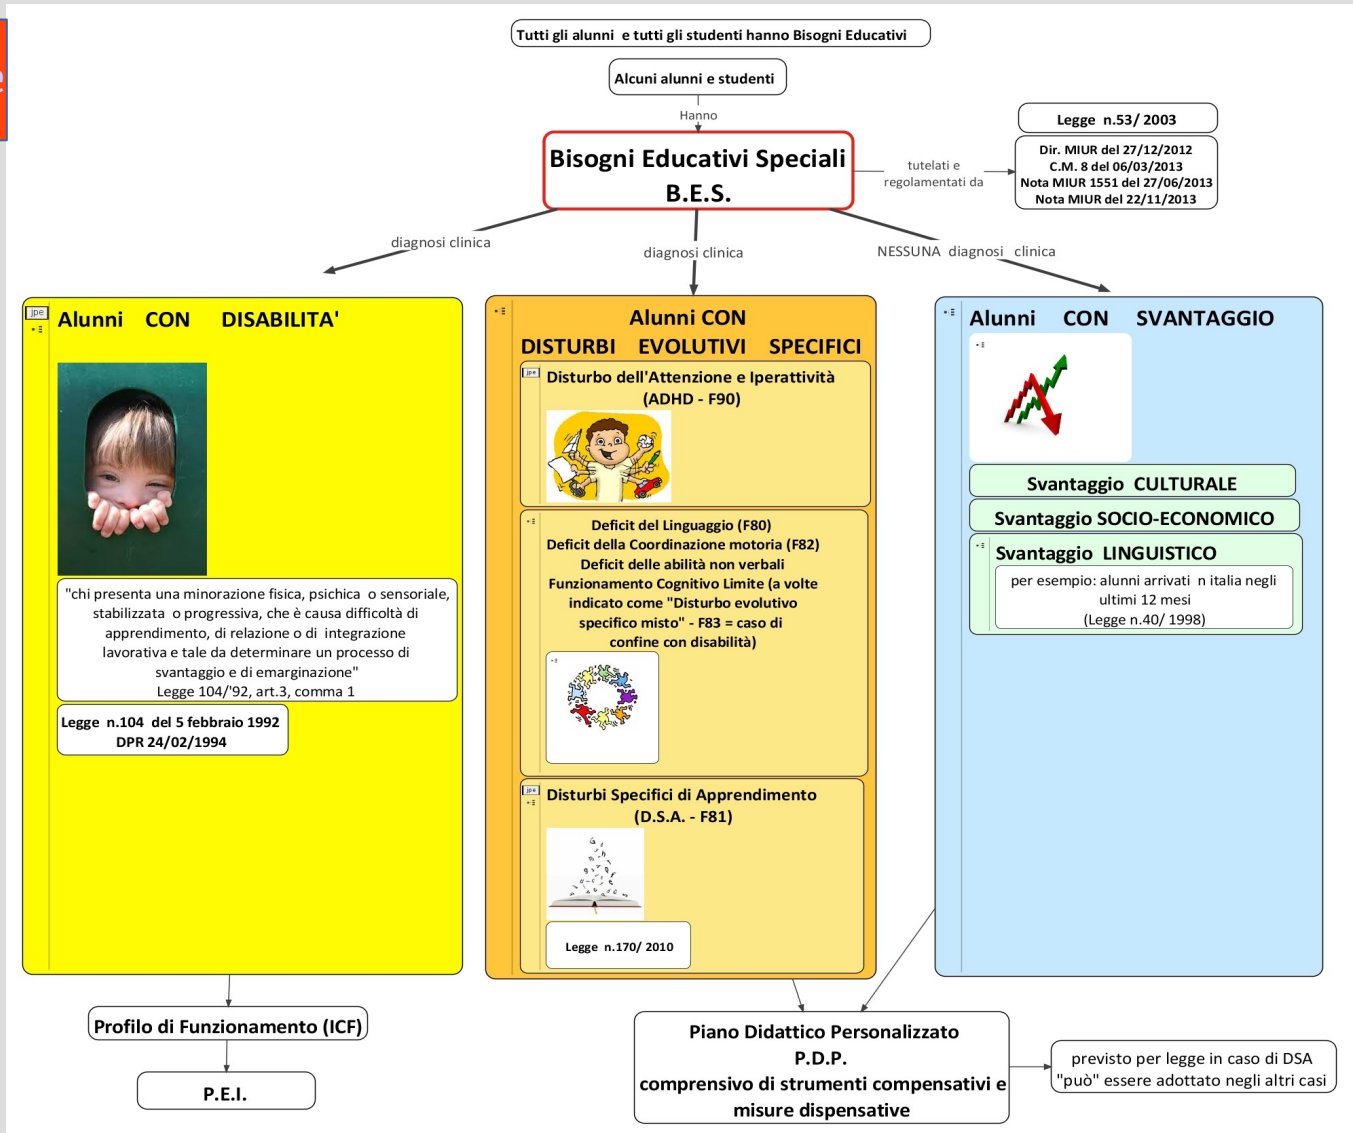 Tutti gli alunni e tutti gli studenti hanno Bisogni Educativi
Alcuni alunni e studenti
Hanno
Bisogni Educativi Speciali
B.E.S.
tutelati e
regolamentati da
Legge n.53/ 2003
Dir. MIUR del 27/12/2012
C.M. 8 del 06/03/2013
Nota MIUR 1551 del 27/06/2013
Nota MIUR del 22/11/2013
diagnosi clinica
diagnosi clinica
NESSUNA diagnosi clinica
jpe
Alunni CON DISABILITA'
"chi presenta una minorazione fisica, psichica o sensoriale,
stabilizzata o progressiva, che è causa difficoltà di
apprendimento, di relazione o di integrazione
lavorativa e tale da determinare un processo di
svantaggio e di emarginazione"
Legge 104/'92, art.3, comma 1
Legge n.104 del 5 febbraio 1992
DPR 24/02/1994
Profilo di Funzionamento (ICF)
P.E.I.
Alunni CON
DISTURBI EVOLUTIVI SPECIFICI
jpe
Disturbo dell'Attenzione e Iperattività
(ADHD - F90)
Deficit del Linguaggio (F80)
Deficit della Coordinazione motoria (F82)
Deficit delle abilità non verbali
Funzionamento Cognitivo Limite (a volte
indicato come "Disturbo evolutivo
specifico misto" - F83 = caso di
confine con disabilità)
jpe
Disturbi Specifici di Apprendimento
(D.S.A. - F81)
Legge n.170/ 2010
Alunni CON SVANTAGGIO
Svantaggio CULTURALE
Svantaggio SOCIO-ECONOMICO
Svantaggio LINGUISTICO
per esempio: alunni arrivati n italia negli
ultimi 12 mesi
(Legge n.40/ 1998)
Piano Didattico Personalizzato
P.D.P.
comprensivo di strumenti compensativi e
misure dispensative
previsto per legge in caso di DSA
"può" essere adottato negli altri casi